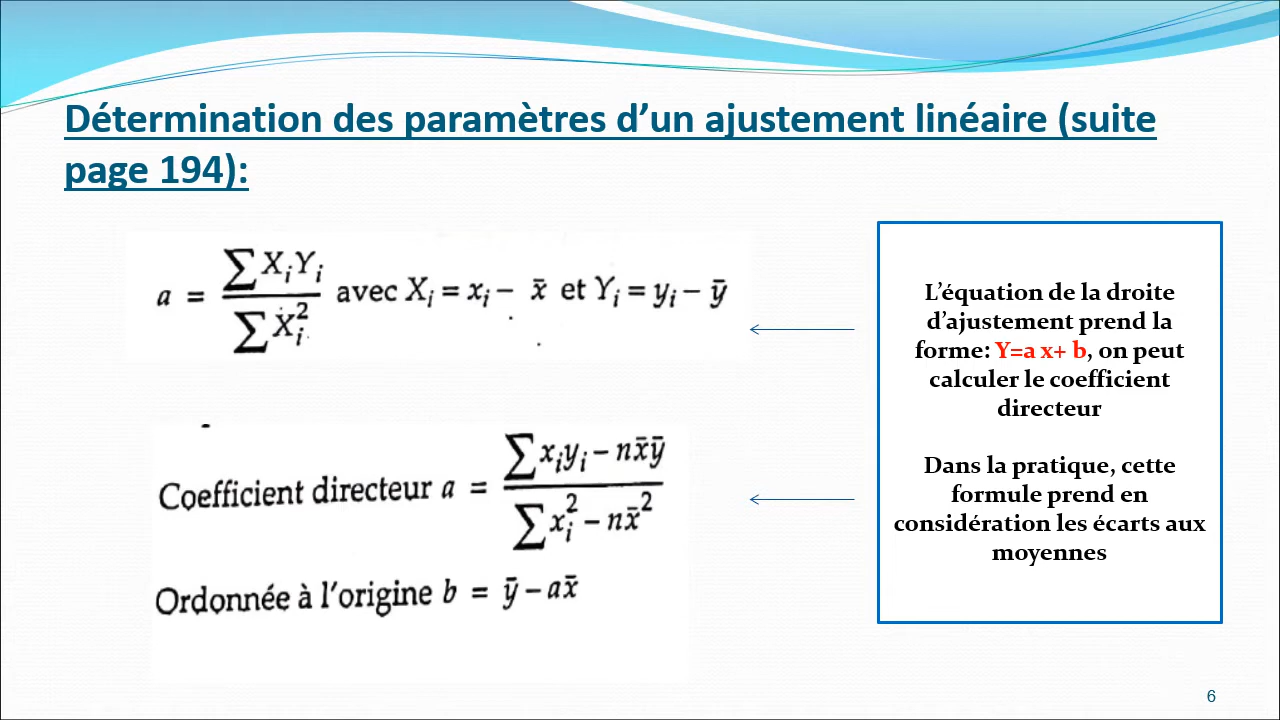 Détermination des paramètres d’un ajustement linéaire (suite
page 194):
a = ∑XᵢYᵢ / ∑Xᵢ² avec Xᵢ = xᵢ – x̄ et Yᵢ = yᵢ – ȳ
Coefficient directeur a = (∑xᵢyᵢ – nx̄ȳ) / (∑xᵢ² – nx̄²)
Ordonnée à l’origine b = ȳ – ax̄
L’équation de la droite
d’ajustement prend la
forme: Y=a x+ b, on peut
calculer le coefficient
directeur
Dans la pratique, cette
formule prend en
considération les écarts aux
moyennes
6